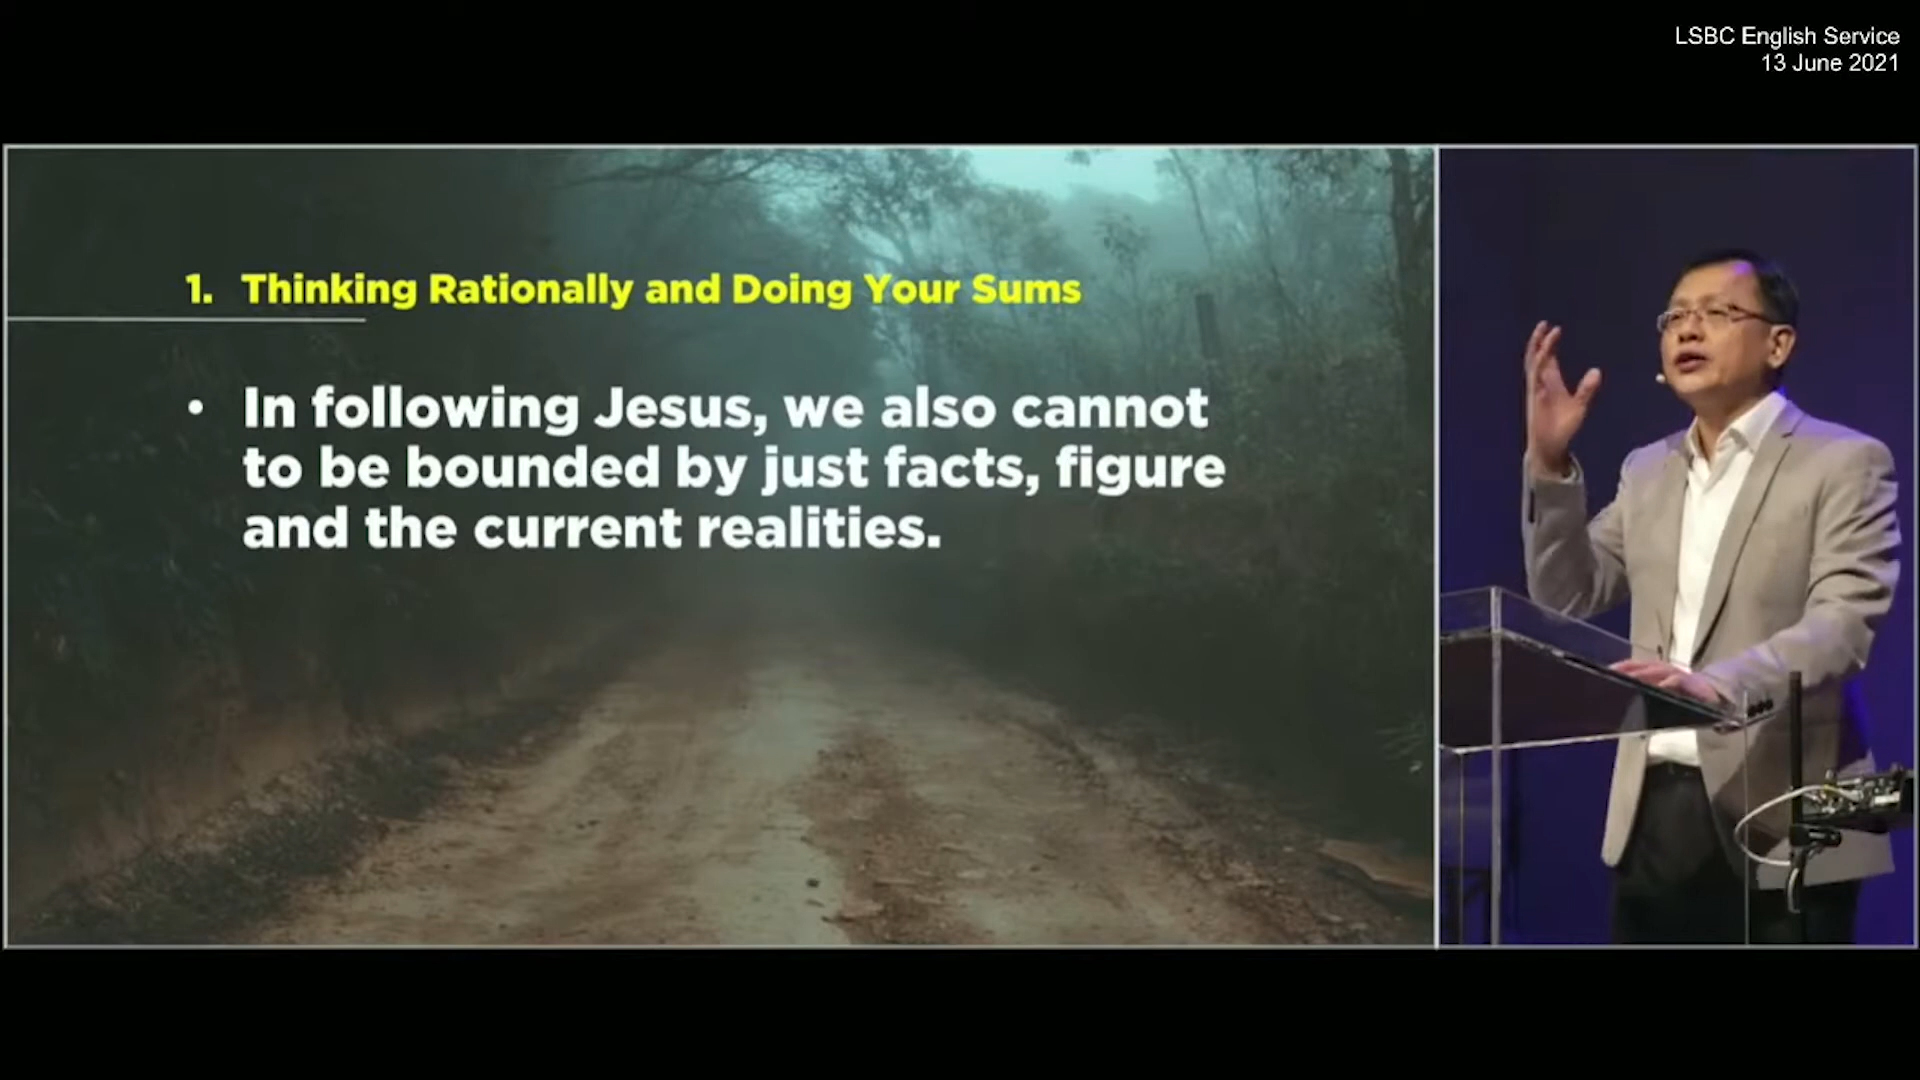 LSBC English Service
13 June 2021
1. Thinking Rationally and Doing Your Sums
• In following Jesus, we also cannot
to be bounded by just facts, figure
and the current realities.